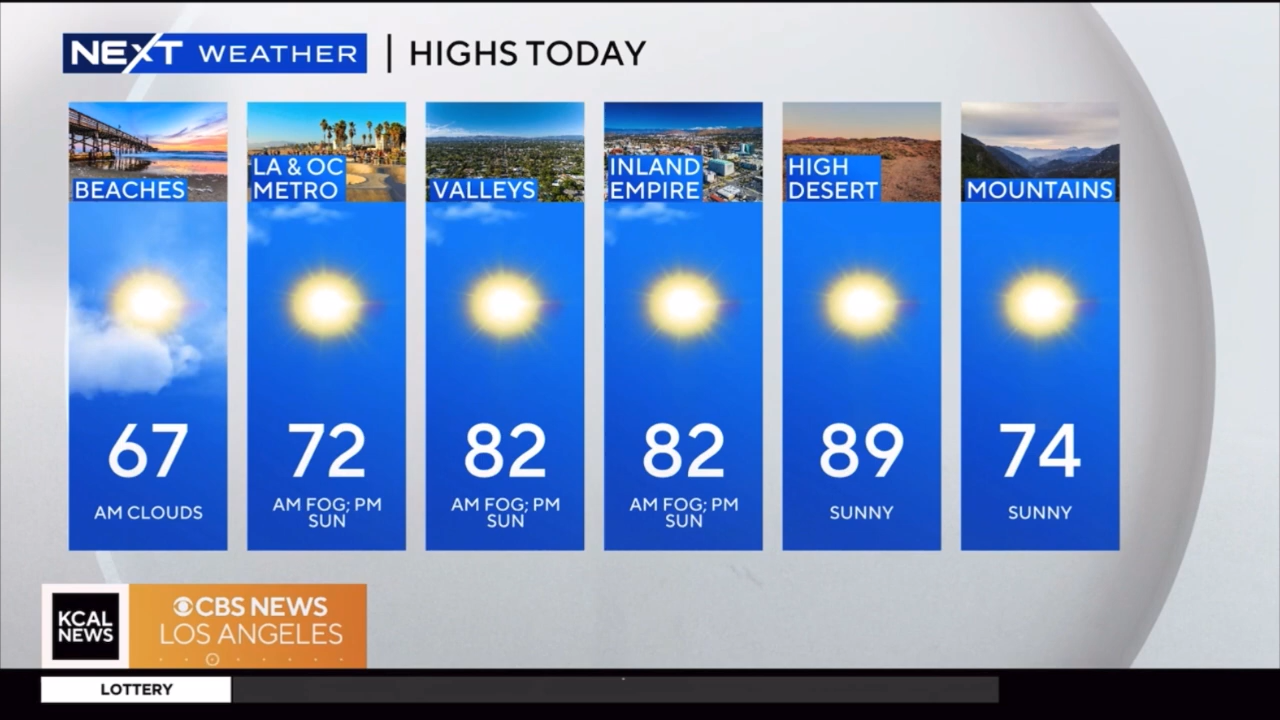 NEXT WEATHER | HIGHS TODAY
BEACHES
LA & OC
METRO
VALLEYS
INLAND
EMPIRE
HIGH
DESERT
MOUNTAINS
67
72
82
82
89
74
AM CLOUDS
AM FOG; PM
SUN
AM FOG; PM
SUN
AM FOG; PM
SUN
SUNNY
SUNNY
KCAL
NEWS
CBS NEWS
LOS ANGELES
LOTTERY